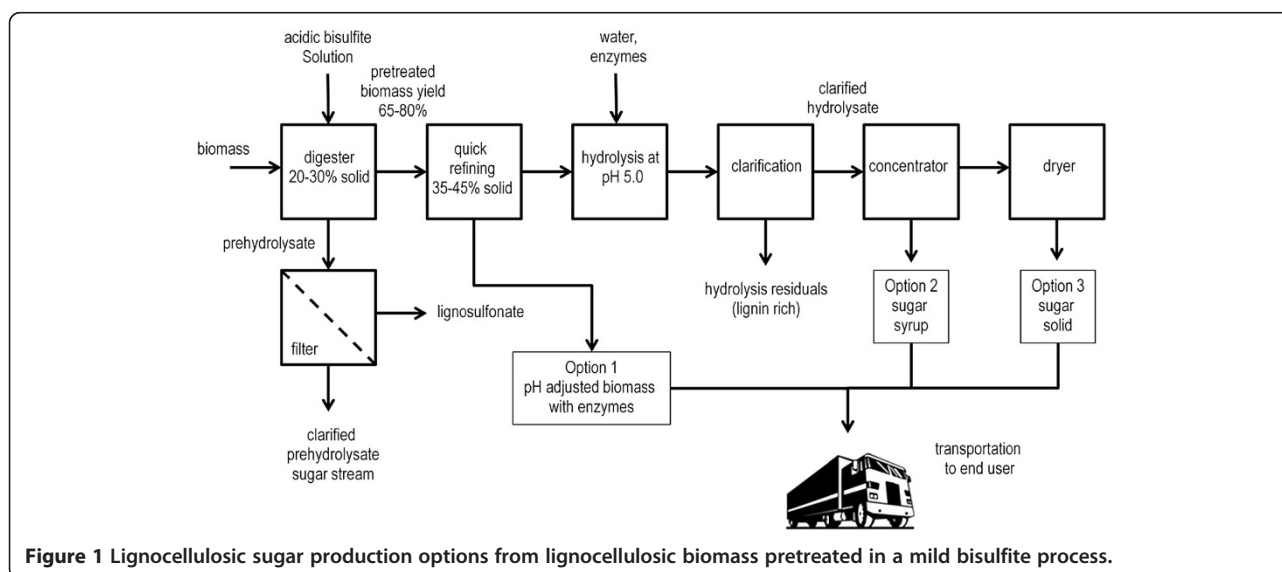 acidic bisulfite
Solution
pretreated
biomass yield
65-80%
water,
enzymes
clarified
hydrolysate
biomass
digester
20-30% solid
quick
refining
35-45% solid
hydrolysis at
pH 5.0
clarification
concentrator
dryer
prehydrolysate
filter
lignosulfonate
clarified
prehydrolysate
sugar stream
Option 1
pH adjusted biomass
with enzymes
hydrolysis residuals
(lignin rich)
Option 2
sugar
syrup
Option 3
sugar
solid
transportation
to end user
Figure 1 Lignocellulosic sugar production options from lignocellulosic biomass pretreated in a mild bisulfite process.